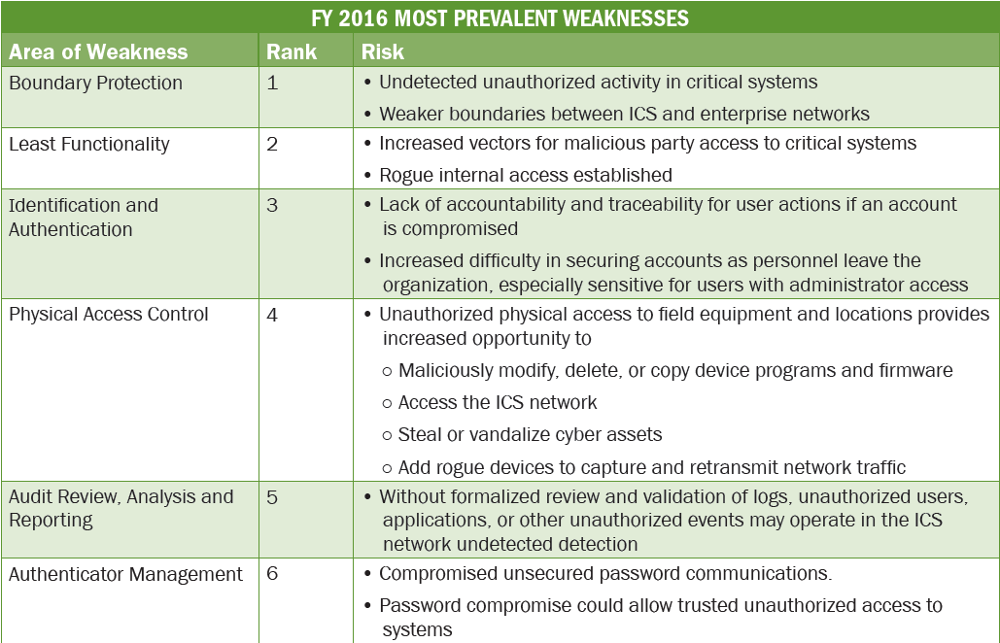 FY 2016 MOST PREVALENT WEAKNESSES
Area of Weakness Rank Risk
Boundary Protection 1 • Undetected unauthorized activity in critical systems
• Weaker boundaries between ICS and enterprise networks
Least Functionality 2 • Increased vectors for malicious party access to critical systems
• Rogue internal access established
Identification and Authentication 3 • Lack of accountability and traceability for user actions if an account
is compromised
• Increased difficulty in securing accounts as personnel leave the
organization, especially sensitive for users with administrator access
Physical Access Control 4 • Unauthorized physical access to field equipment and locations provides
increased opportunity to
○ Maliciously modify, delete, or copy device programs and firmware
○ Access the ICS network
○ Steal or vandalize cyber assets
○ Add rogue devices to capture and retransmit network traffic
Audit Review, Analysis and Reporting 5 • Without formalized review and validation of logs, unauthorized users,
applications, or other unauthorized events may operate in the ICS
network undetected detection
Authenticator Management 6 • Compromised unsecured password communications.
• Password compromise could allow trusted unauthorized access to
systems